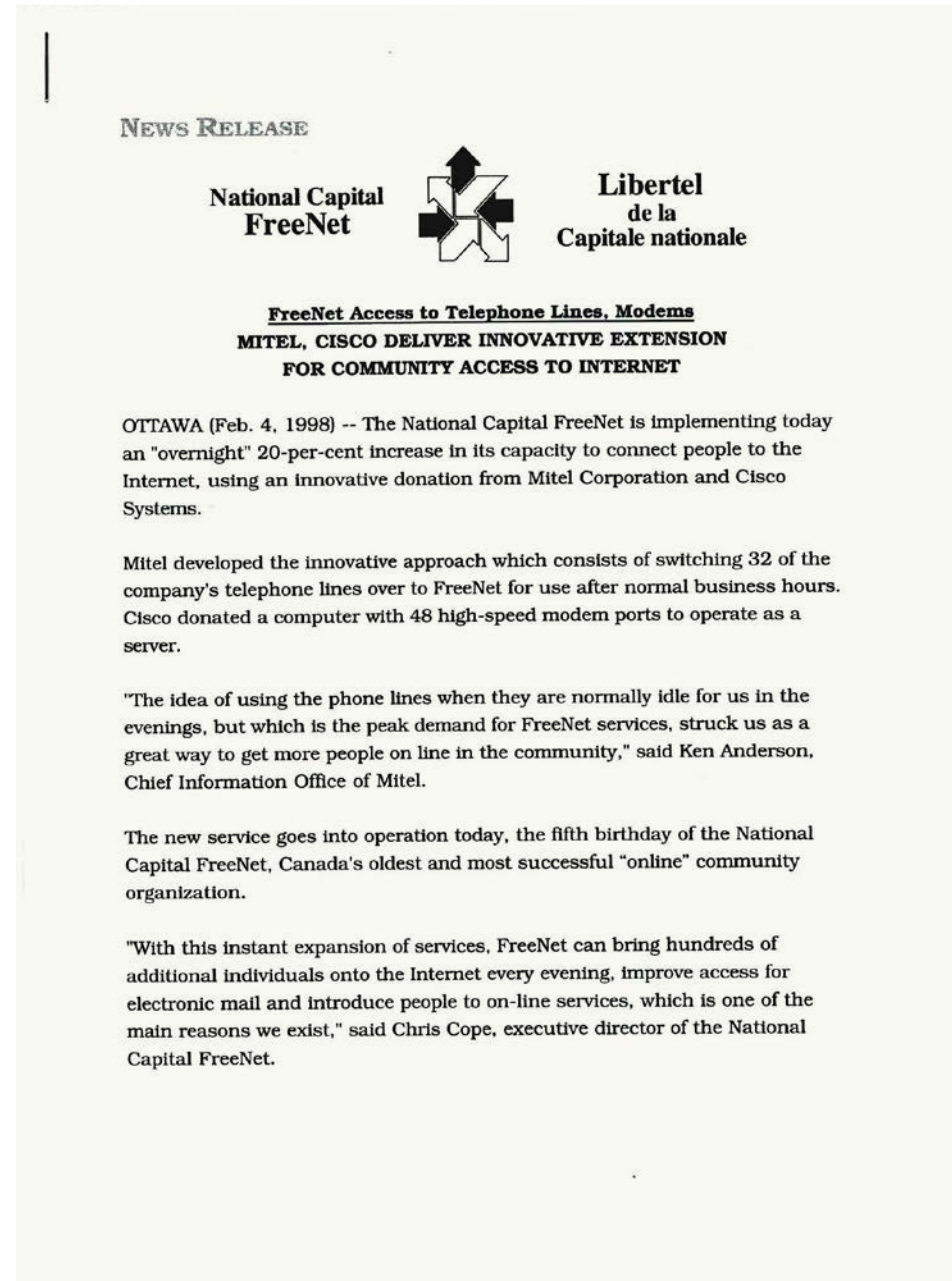 NEWS RELEASE
National Capital
FreeNet
Libertel
de la
Capitale nationale
FreeNet Access to Telephone Lines, Modems
MITEL, CISCO DELIVER INNOVATIVE EXTENSION
FOR COMMUNITY ACCESS TO INTERNET
OTTAWA (Feb. 4, 1998) -- The National Capital FreeNet is implementing today
an "overnight" 20-per-cent increase in its capacity to connect people to the
Internet, using an innovative donation from Mitel Corporation and Cisco
Systems.
Mitel developed the innovative approach which consists of switching 32 of the
company's telephone lines over to FreeNet for use after normal business hours.
Cisco donated a computer with 48 high-speed modem ports to operate as a
server.
"The idea of using the phone lines when they are normally idle for us in the
evenings, but which is the peak demand for FreeNet services, struck us as a
great way to get more people on line in the community," said Ken Anderson,
Chief Information Office of Mitel.
The new service goes into operation today, the fifth birthday of the National
Capital FreeNet, Canada's oldest and most successful “online” community
organization.
"With this instant expansion of services, FreeNet can bring hundreds of
additional individuals onto the Internet every evening, improve access for
electronic mail and introduce people to on-line services, which is one of the
main reasons we exist," said Chris Cope, executive director of the National
Capital FreeNet.